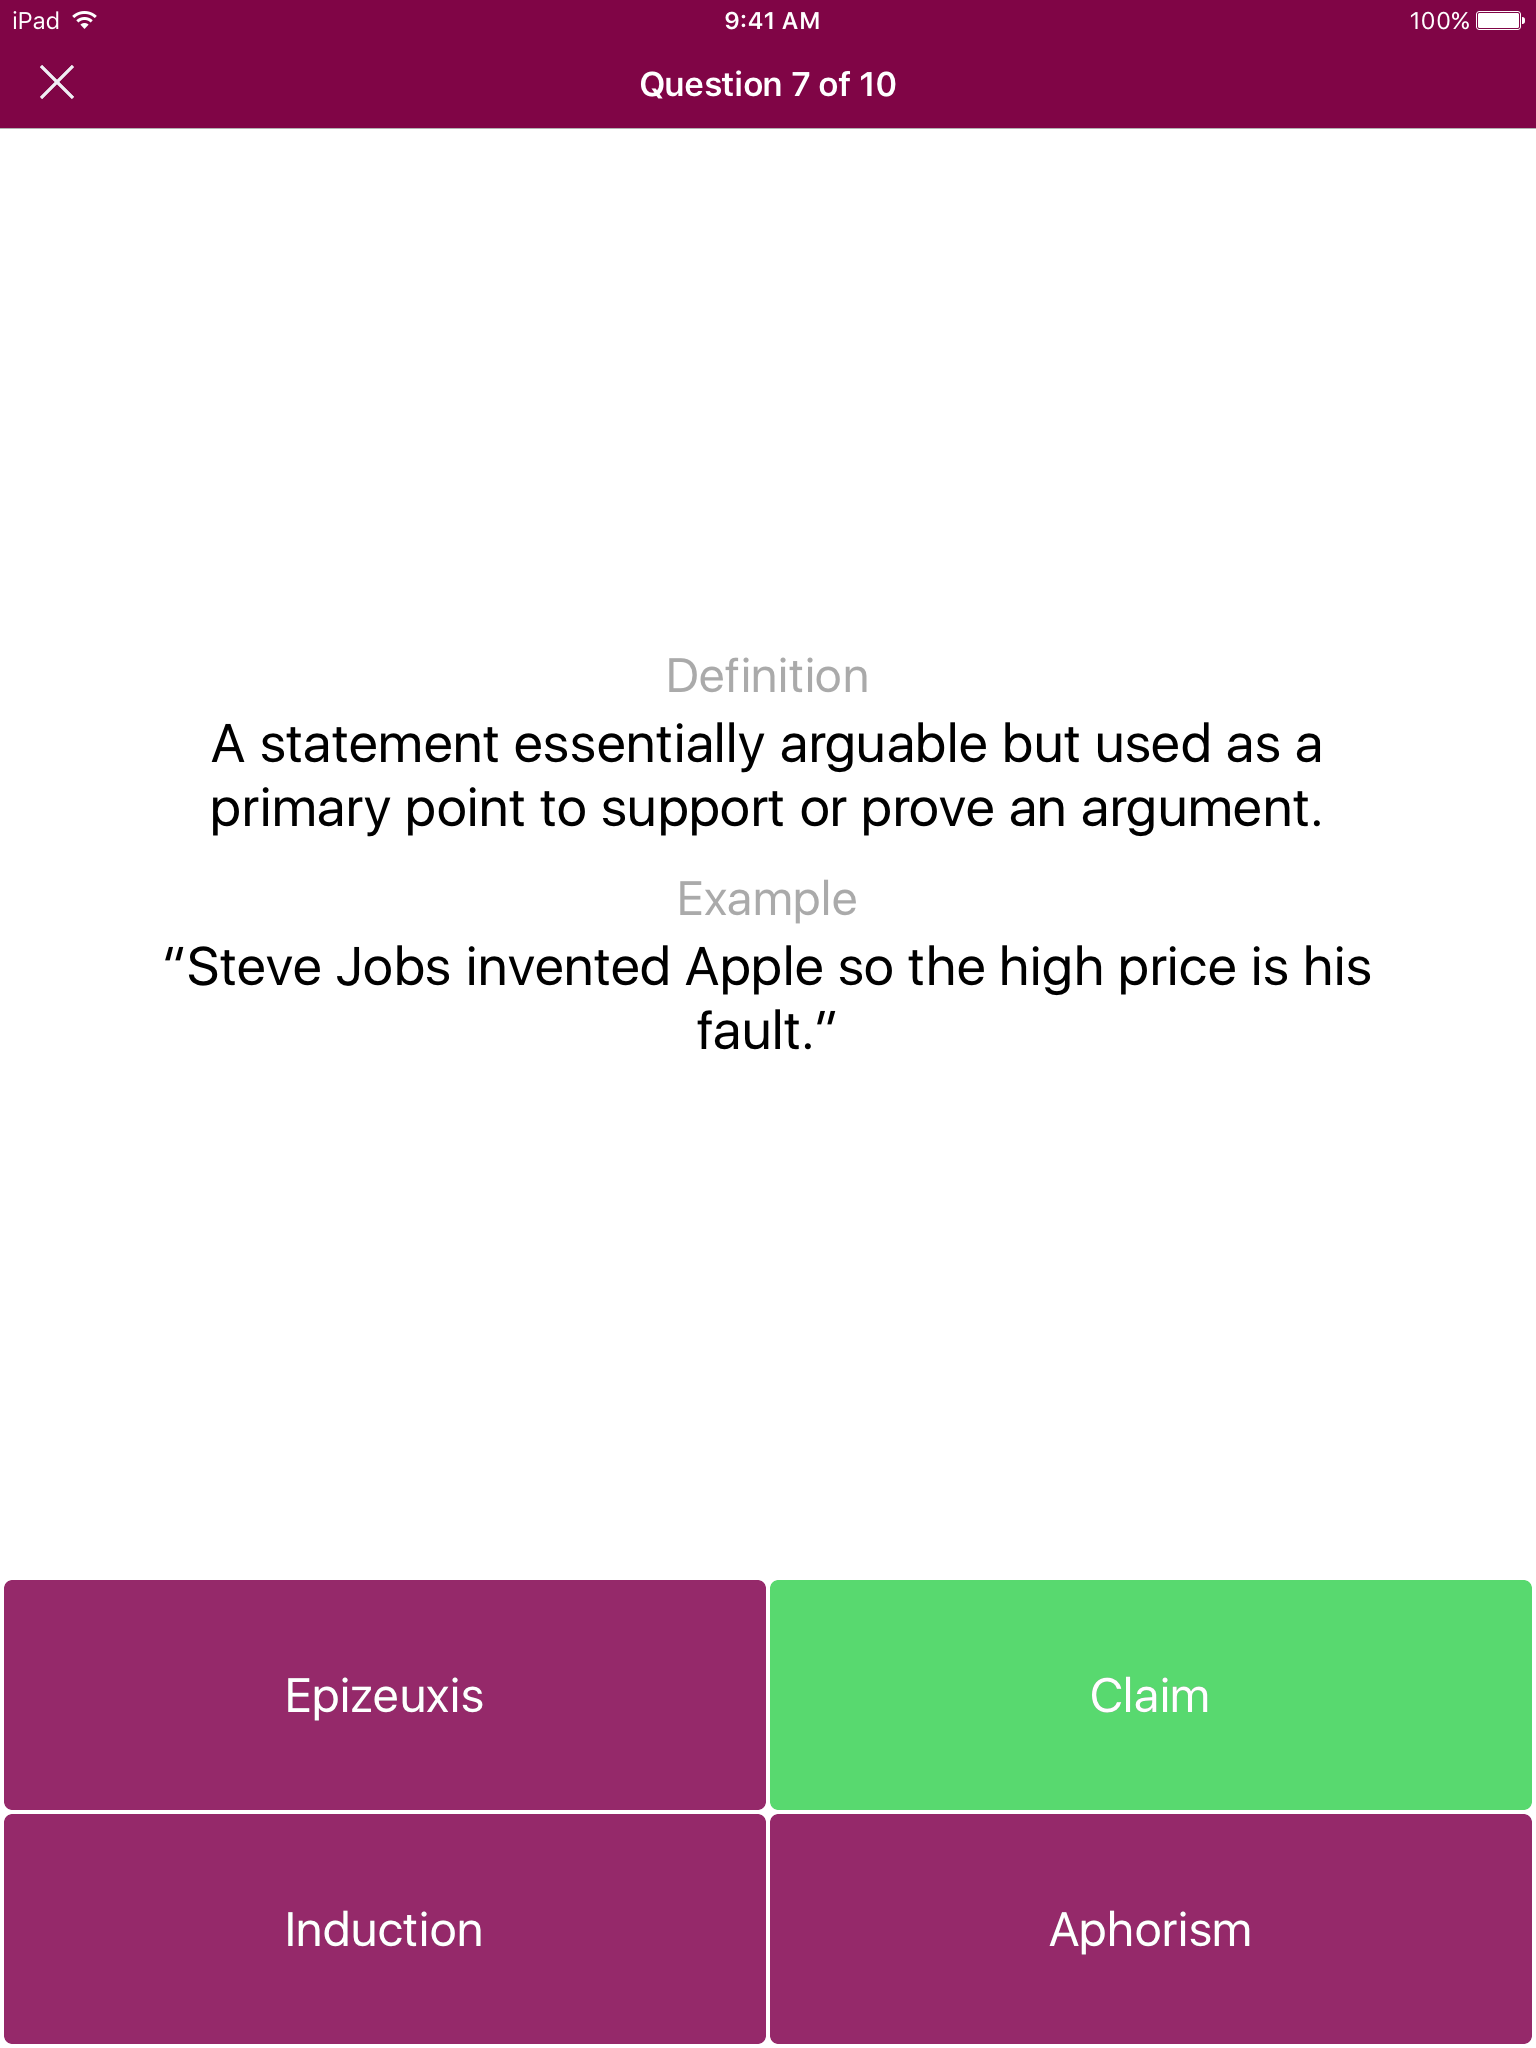 iPad 9:41 AM 100%
Question 7 of 10
Definition
A statement essentially arguable but used as a
primary point to support or prove an argument.
Example
“Steve Jobs invented Apple so the high price is his
fault.”
Epizeuxis Claim
Induction Aphorism